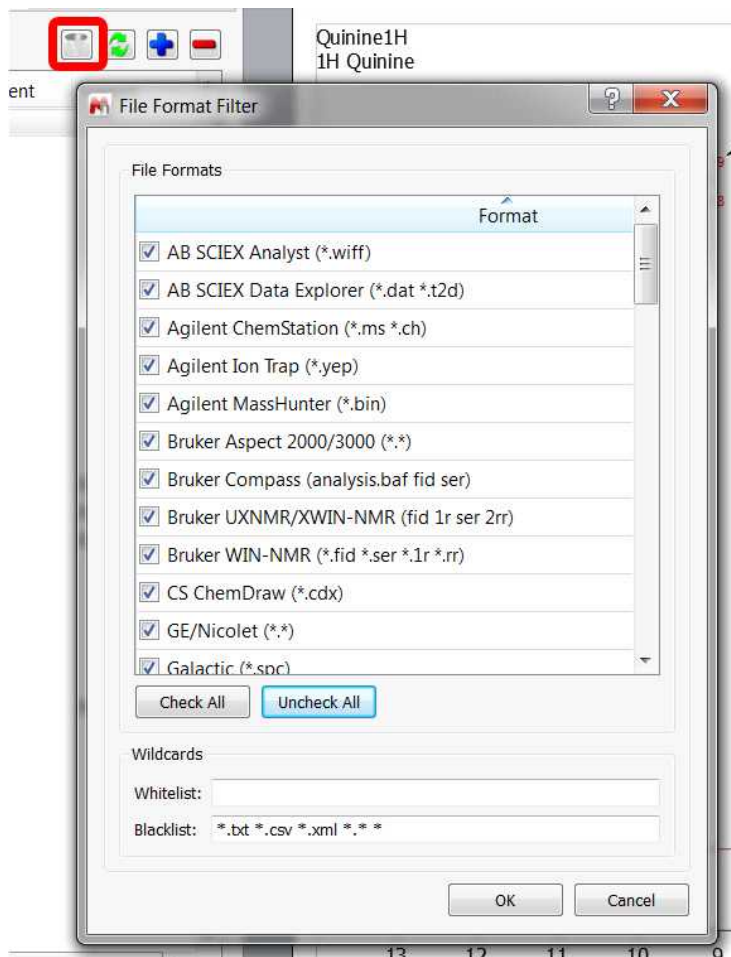 Quinine1H
1H Quinine
ent
File Format Filter
File Formats
Format
AB SCIEX Analyst (*.wiff)
AB SCIEX Data Explorer (*.dat *.t2d)
Agilent ChemStation (*.ms *.ch)
Agilent Ion Trap (*.yep)
Agilent MassHunter (*.bin)
Bruker Aspect 2000/3000 (*.*)
Bruker Compass (analysis.baf fid ser)
Bruker UXNMR/XWIN-NMR (fid 1r ser 2rr)
Bruker WIN-NMR (*.fid *.ser *.1r *.rr)
CS ChemDraw (*.cdx)
GE/Nicolet (*.*)
Galactic (*.spc)
Check All Uncheck All
Wildcards
Whitelist:
Blacklist: *.txt *.csv *.xml *.* *
OK Cancel
13 12 11 10 9